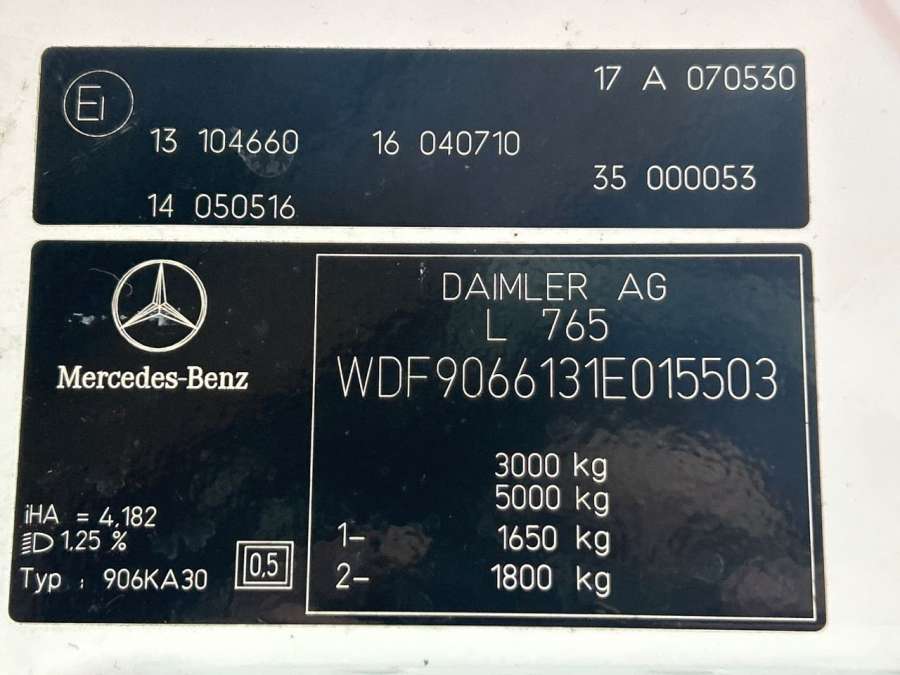 E1
17 A 070530
13 104660 16 040710
35 000053
14 050516
DAIMLER AG
L 765
Mercedes-Benz
WDF9066131E015503
3000 kg
5000 kg
1- 1650 kg
2- 1800 kg
iHA = 4,182
1,25 %
Typ : 906KA30
0,5